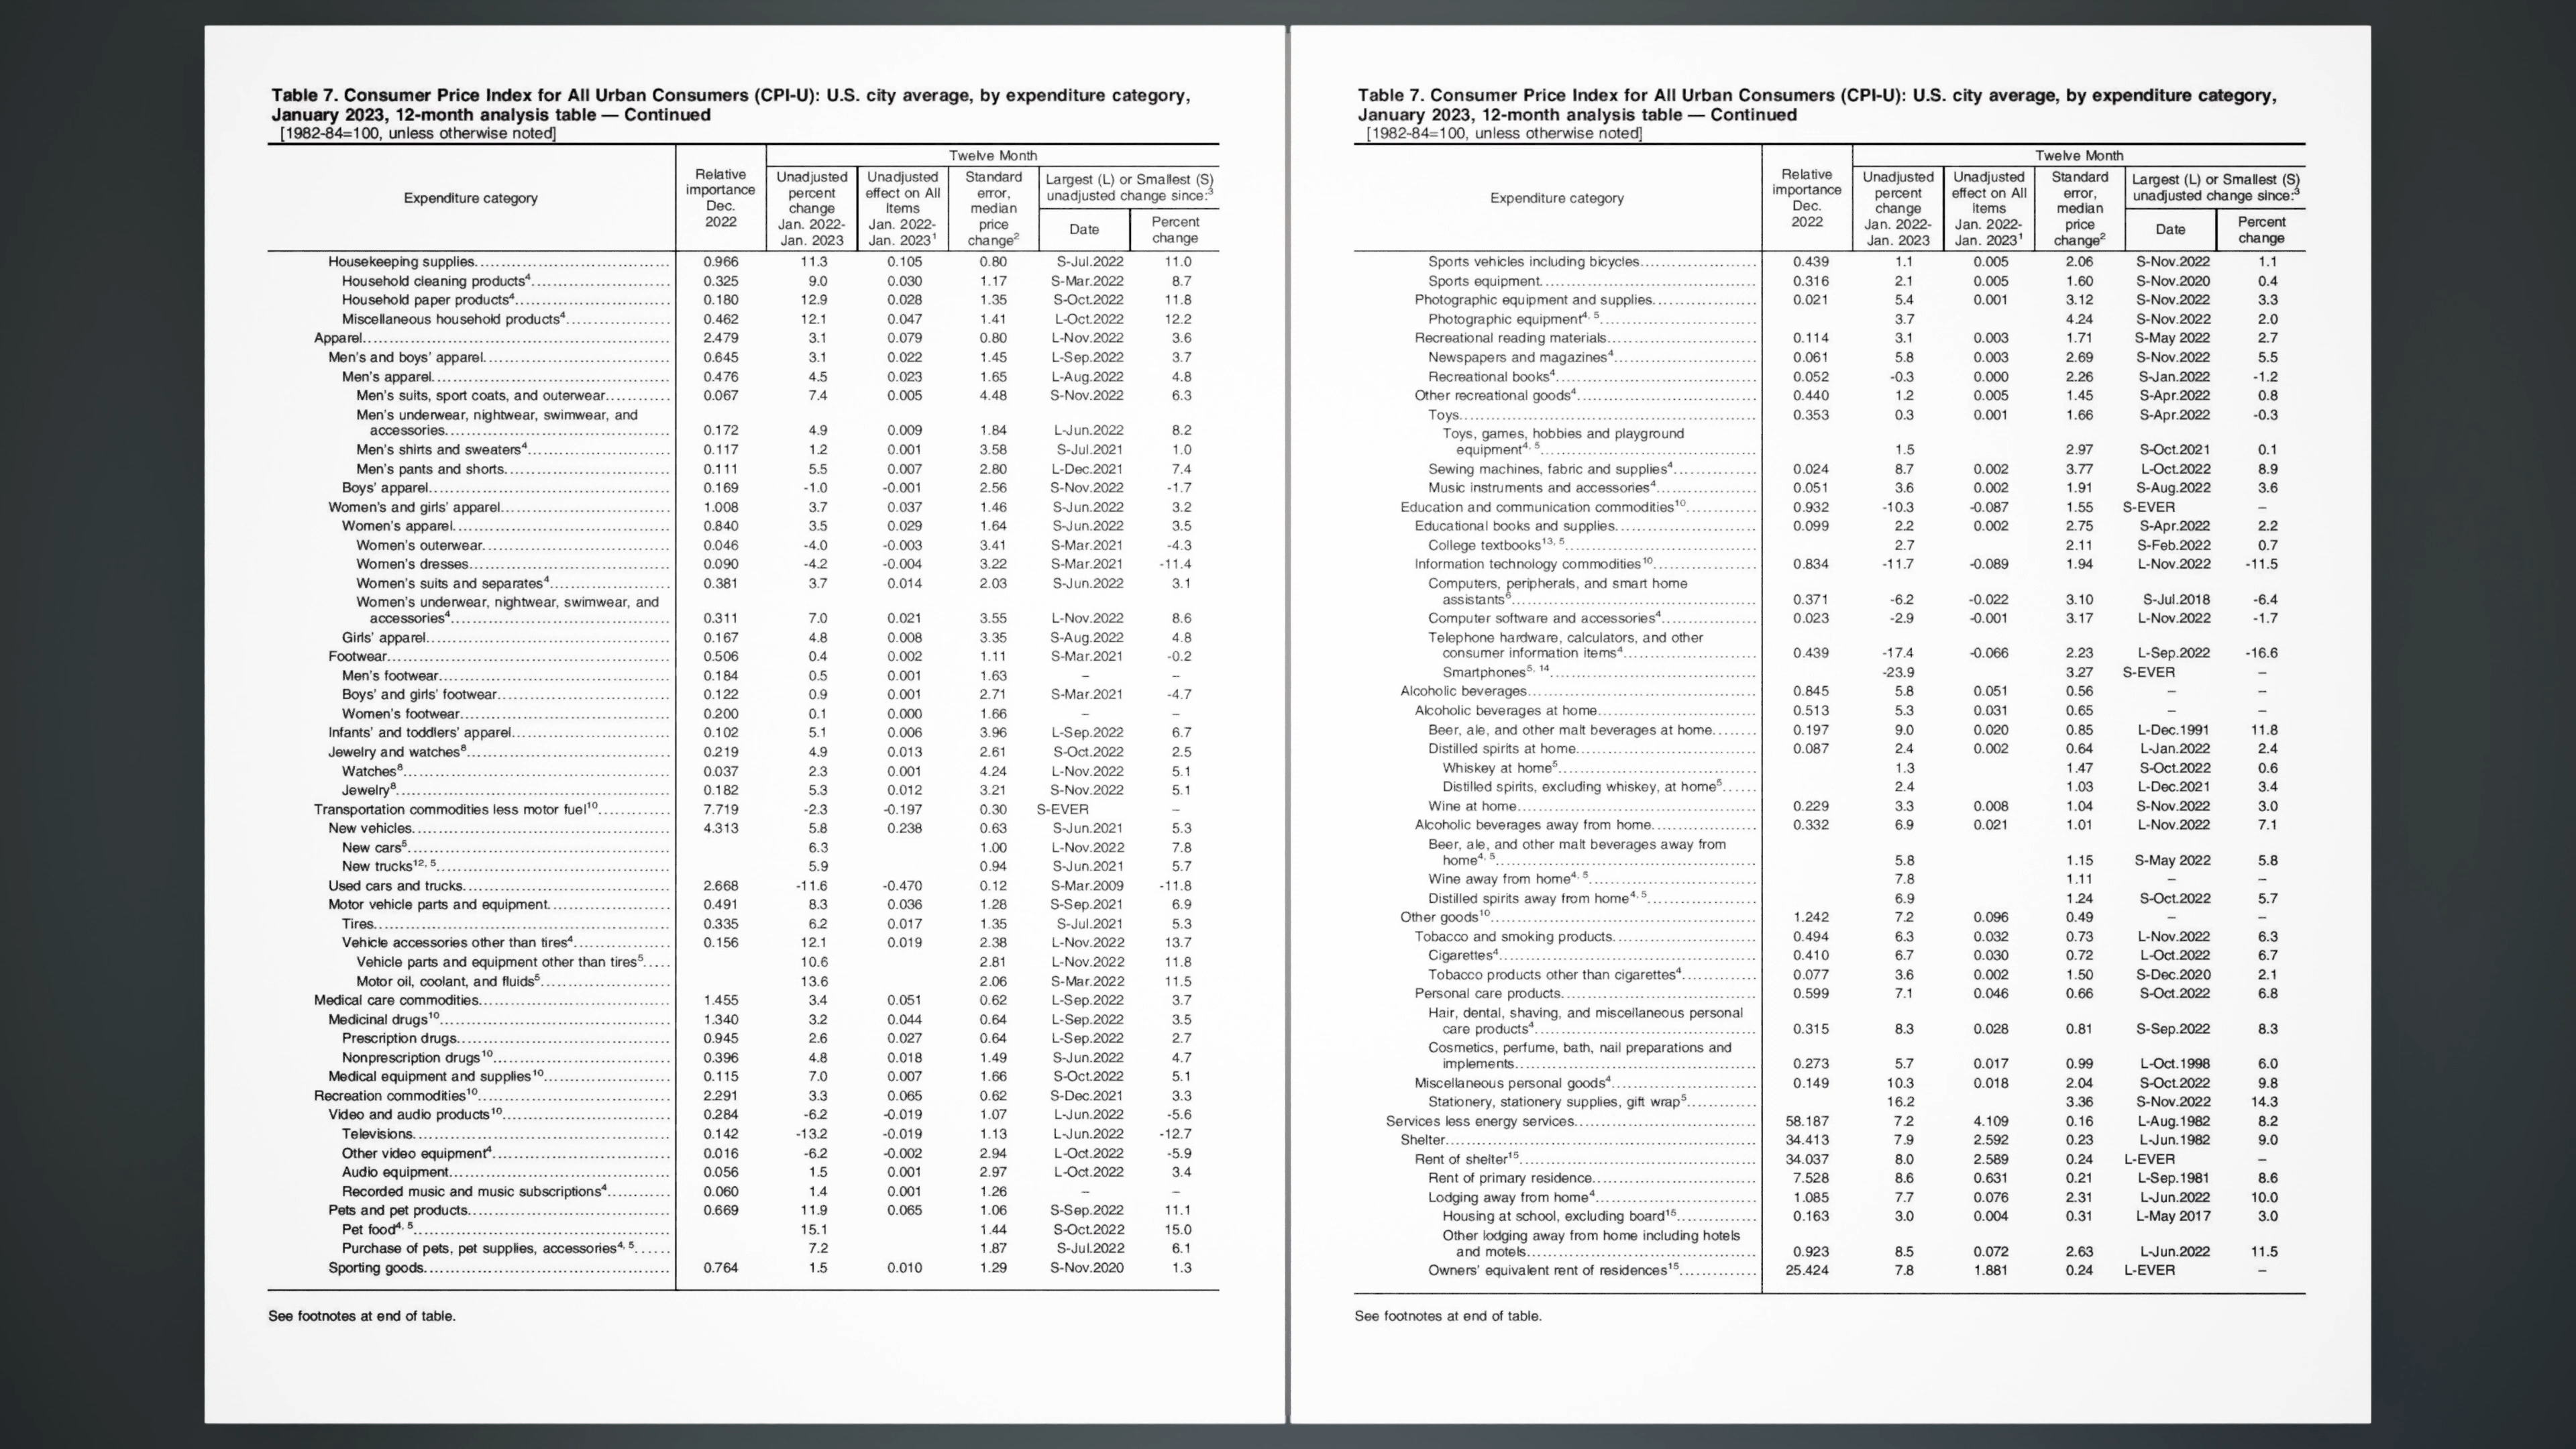 Table 7. Consumer Price Index for All Urban Consumers (CPI-U): U.S. city average, by expenditure category,
January 2023, 12-month analysis table — Continued
[1982-84=100, unless otherwise noted]
Expenditure category
Relative importance Dec. 2022
Twelve Month
Unadjusted percent change Jan. 2022-Jan. 2023
Unadjusted effect on All Items Jan. 2022-Jan. 2023¹
Standard error, median price change²
Largest (L) or Smallest (S) unadjusted change since:³
Date
Percent change
Housekeeping supplies 0.966 11.3 0.105 0.80 S-Jul.2022 11.0
Household cleaning products⁴ 0.325 9.0 0.030 1.17 S-Mar.2022 8.7
Household paper products⁴ 0.180 12.9 0.028 1.35 S-Oct.2022 11.8
Miscellaneous household products⁴ 0.462 12.1 0.047 1.41 L-Oct.2022 12.2
Apparel 2.479 3.1 0.079 0.80 L-Nov.2022 3.6
Men's and boys' apparel 0.645 3.1 0.022 1.45 L-Sep.2022 3.7
Men's apparel 0.476 4.5 0.023 1.65 L-Aug.2022 4.8
Men's suits, sport coats, and outerwear 0.067 7.4 0.005 4.48 S-Nov.2022 6.3
Men's underwear, nightwear, swimwear, and
accessories 0.172 4.9 0.009 1.84 L-Jun.2022 8.2
Men's shirts and sweaters⁴ 0.117 1.2 0.001 3.58 S-Jul.2021 1.0
Men's pants and shorts 0.111 5.5 0.007 2.80 L-Dec.2021 7.4
Boys' apparel 0.169 -1.0 -0.001 2.56 S-Nov.2022 -1.7
Women's and girls' apparel 1.008 3.7 0.037 1.46 S-Jun.2022 3.2
Women's apparel 0.840 3.5 0.029 1.64 S-Jun.2022 3.5
Women's outerwear 0.046 -4.0 -0.003 3.41 S-Mar.2021 -4.3
Women's dresses 0.090 -4.2 -0.004 3.22 S-Mar.2021 -11.4
Women's suits and separates⁴ 0.381 3.7 0.014 2.03 S-Jun.2022 3.1
Women's underwear, nightwear, swimwear, and
accessories⁴ 0.311 7.0 0.021 3.55 L-Nov.2022 8.6
Girls' apparel 0.167 4.8 0.008 3.35 S-Aug.2022 4.8
Footwear 0.506 0.4 0.002 1.11 S-Mar.2021 -0.2
Men's footwear 0.184 0.5 0.001 1.63 – –
Boys' and girls' footwear 0.122 0.9 0.001 2.71 S-Mar.2021 -4.7
Women's footwear 0.200 0.1 0.000 1.66 – –
Infants' and toddlers' apparel 0.102 5.1 0.006 3.96 L-Sep.2022 6.7
Jewelry and watches⁸ 0.219 4.9 0.013 2.61 S-Oct.2022 2.5
Watches⁸ 0.037 2.3 0.001 4.24 L-Nov.2022 5.1
Jewelry⁸ 0.182 5.3 0.012 3.21 S-Nov.2022 5.1
Transportation commodities less motor fuel¹⁰ 7.719 -2.3 -0.197 0.30 S-EVER –
New vehicles 4.313 5.8 0.238 0.63 S-Jun.2021 5.3
New cars⁵ 6.3 1.00 L-Nov.2022 7.8
New trucks¹²˒ ⁵ 5.9 0.94 S-Jun.2021 5.7
Used cars and trucks 2.668 -11.6 -0.470 0.12 S-Mar.2009 -11.8
Motor vehicle parts and equipment 0.491 8.3 0.036 1.28 S-Sep.2021 6.9
Tires 0.335 6.2 0.017 1.35 S-Jul.2021 5.3
Vehicle accessories other than tires⁴ 0.156 12.1 0.019 2.38 L-Nov.2022 13.7
Vehicle parts and equipment other than tires⁵ 10.6 2.81 L-Nov.2022 11.8
Motor oil, coolant, and fluids⁵ 13.6 2.06 S-Mar.2022 11.5
Medical care commodities 1.455 3.4 0.051 0.62 L-Sep.2022 3.7
Medicinal drugs¹⁰ 1.340 3.2 0.044 0.64 L-Sep.2022 3.5
Prescription drugs 0.945 2.6 0.027 0.64 L-Sep.2022 2.7
Nonprescription drugs¹⁰ 0.396 4.8 0.018 1.49 S-Jun.2022 4.7
Medical equipment and supplies¹⁰ 0.115 7.0 0.007 1.66 S-Oct.2022 5.1
Recreation commodities¹⁰ 2.291 3.3 0.065 0.62 S-Dec.2021 3.3
Video and audio products¹⁰ 0.284 -6.2 -0.019 1.07 L-Jun.2022 -5.6
Televisions 0.142 -13.2 -0.019 1.13 L-Jun.2022 -12.7
Other video equipment⁴ 0.016 -6.2 -0.002 2.94 L-Oct.2022 -5.9
Audio equipment 0.056 1.5 0.001 2.97 L-Oct.2022 3.4
Recorded music and music subscriptions⁴ 0.060 1.4 0.001 1.26 – –
Pets and pet products 0.669 11.9 0.065 1.06 S-Sep.2022 11.1
Pet food⁴˒ ⁵ 15.1 1.44 S-Oct.2022 15.0
Purchase of pets, pet supplies, accessories⁴˒ ⁵ 7.2 1.87 S-Jul.2022 6.1
Sporting goods 0.764 1.5 0.010 1.29 S-Nov.2020 1.3
See footnotes at end of table.
Table 7. Consumer Price Index for All Urban Consumers (CPI-U): U.S. city average, by expenditure category,
January 2023, 12-month analysis table — Continued
[1982-84=100, unless otherwise noted]
Expenditure category
Relative importance Dec. 2022
Twelve Month
Unadjusted percent change Jan. 2022-Jan. 2023
Unadjusted effect on All Items Jan. 2022-Jan. 2023¹
Standard error, median price change²
Largest (L) or Smallest (S) unadjusted change since:³
Date
Percent change
Sports vehicles including bicycles 0.439 1.1 0.005 2.06 S-Nov.2022 1.1
Sports equipment 0.316 2.1 0.005 1.60 S-Nov.2020 0.4
Photographic equipment and supplies 0.021 5.4 0.001 3.12 S-Nov.2022 3.3
Photographic equipment⁴˒ ⁵ 3.7 4.24 S-Nov.2022 2.0
Recreational reading materials 0.114 3.1 0.003 1.71 S-May 2022 2.7
Newspapers and magazines⁴ 0.061 5.8 0.003 2.69 S-Nov.2022 5.5
Recreational books⁴ 0.052 -0.3 0.000 2.26 S-Jan.2022 -1.2
Other recreational goods⁴ 0.440 1.2 0.005 1.45 S-Apr.2022 0.8
Toys 0.353 0.3 0.001 1.66 S-Apr.2022 -0.3
Toys, games, hobbies and playground
equipment⁴˒ ⁵ 1.5 2.97 S-Oct.2021 0.1
Sewing machines, fabric and supplies⁴ 0.024 8.7 0.002 3.77 L-Oct.2022 8.9
Music instruments and accessories⁴ 0.051 3.6 0.002 1.91 S-Aug.2022 3.6
Education and communication commodities¹⁰ 0.932 -10.3 -0.087 1.55 S-EVER –
Educational books and supplies 0.099 2.2 0.002 2.75 S-Apr.2022 2.2
College textbooks¹³˒ ⁵ 2.7 2.11 S-Feb.2022 0.7
Information technology commodities¹⁰ 0.834 -11.7 -0.089 1.94 L-Nov.2022 -11.5
Computers, peripherals, and smart home
assistants⁶ 0.371 -6.2 -0.022 3.10 S-Jul.2018 -6.4
Computer software and accessories⁴ 0.023 -2.9 -0.001 3.17 L-Nov.2022 -1.7
Telephone hardware, calculators, and other
consumer information items⁴ 0.439 -17.4 -0.066 2.23 L-Sep.2022 -16.6
Smartphones⁵˒ ¹⁴ -23.9 3.27 S-EVER –
Alcoholic beverages 0.845 5.8 0.051 0.56 – –
Alcoholic beverages at home 0.513 5.3 0.031 0.65 – –
Beer, ale, and other malt beverages at home 0.197 9.0 0.020 0.85 L-Dec.1991 11.8
Distilled spirits at home 0.087 2.4 0.002 0.64 L-Jan.2022 2.4
Whiskey at home⁵ 1.3 1.47 S-Oct.2022 0.6
Distilled spirits, excluding whiskey, at home⁵ 2.4 1.03 L-Dec.2021 3.4
Wine at home 0.229 3.3 0.008 1.04 S-Nov.2022 3.0
Alcoholic beverages away from home 0.332 6.9 0.021 1.01 L-Nov.2022 7.1
Beer, ale, and other malt beverages away from
home⁴˒ ⁵ 5.8 1.15 S-May 2022 5.8
Wine away from home⁴˒ ⁵ 7.8 1.11 – –
Distilled spirits away from home⁴˒ ⁵ 6.9 1.24 S-Oct.2022 5.7
Other goods¹⁰ 1.242 7.2 0.096 0.49 – –
Tobacco and smoking products 0.494 6.3 0.032 0.73 L-Nov.2022 6.3
Cigarettes⁴ 0.410 6.7 0.030 0.72 L-Oct.2022 6.7
Tobacco products other than cigarettes⁴ 0.077 3.6 0.002 1.50 S-Dec.2020 2.1
Personal care products 0.599 7.1 0.046 0.66 S-Oct.2022 6.8
Hair, dental, shaving, and miscellaneous personal
care products⁴ 0.315 8.3 0.028 0.81 S-Sep.2022 8.3
Cosmetics, perfume, bath, nail preparations and
implements 0.273 5.7 0.017 0.99 L-Oct.1998 6.0
Miscellaneous personal goods⁴ 0.149 10.3 0.018 2.04 S-Oct.2022 9.8
Stationery, stationery supplies, gift wrap⁵ 16.2 3.36 S-Nov.2022 14.3
Services less energy services 58.187 7.2 4.109 0.16 L-Aug.1982 8.2
Shelter 34.413 7.9 2.592 0.23 L-Jun.1982 9.0
Rent of shelter¹⁵ 34.037 8.0 2.589 0.24 L-EVER –
Rent of primary residence 7.528 8.6 0.631 0.21 L-Sep.1981 8.6
Lodging away from home⁴ 1.085 7.7 0.076 2.31 L-Jun.2022 10.0
Housing at school, excluding board¹⁵ 0.163 3.0 0.004 0.31 L-May 2017 3.0
Other lodging away from home including hotels
and motels 0.923 8.5 0.072 2.63 L-Jun.2022 11.5
Owners' equivalent rent of residences¹⁵ 25.424 7.8 1.881 0.24 L-EVER –
See footnotes at end of table.